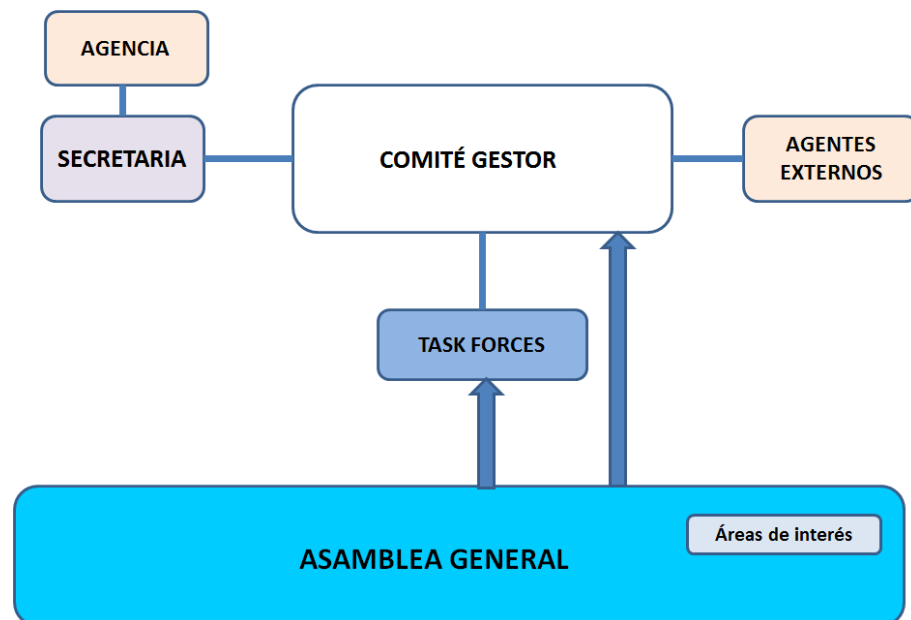 AGENCIA
SECRETARIA
COMITÉ GESTOR
AGENTES
EXTERNOS
TASK FORCES
Áreas de interés
ASAMBLEA GENERAL